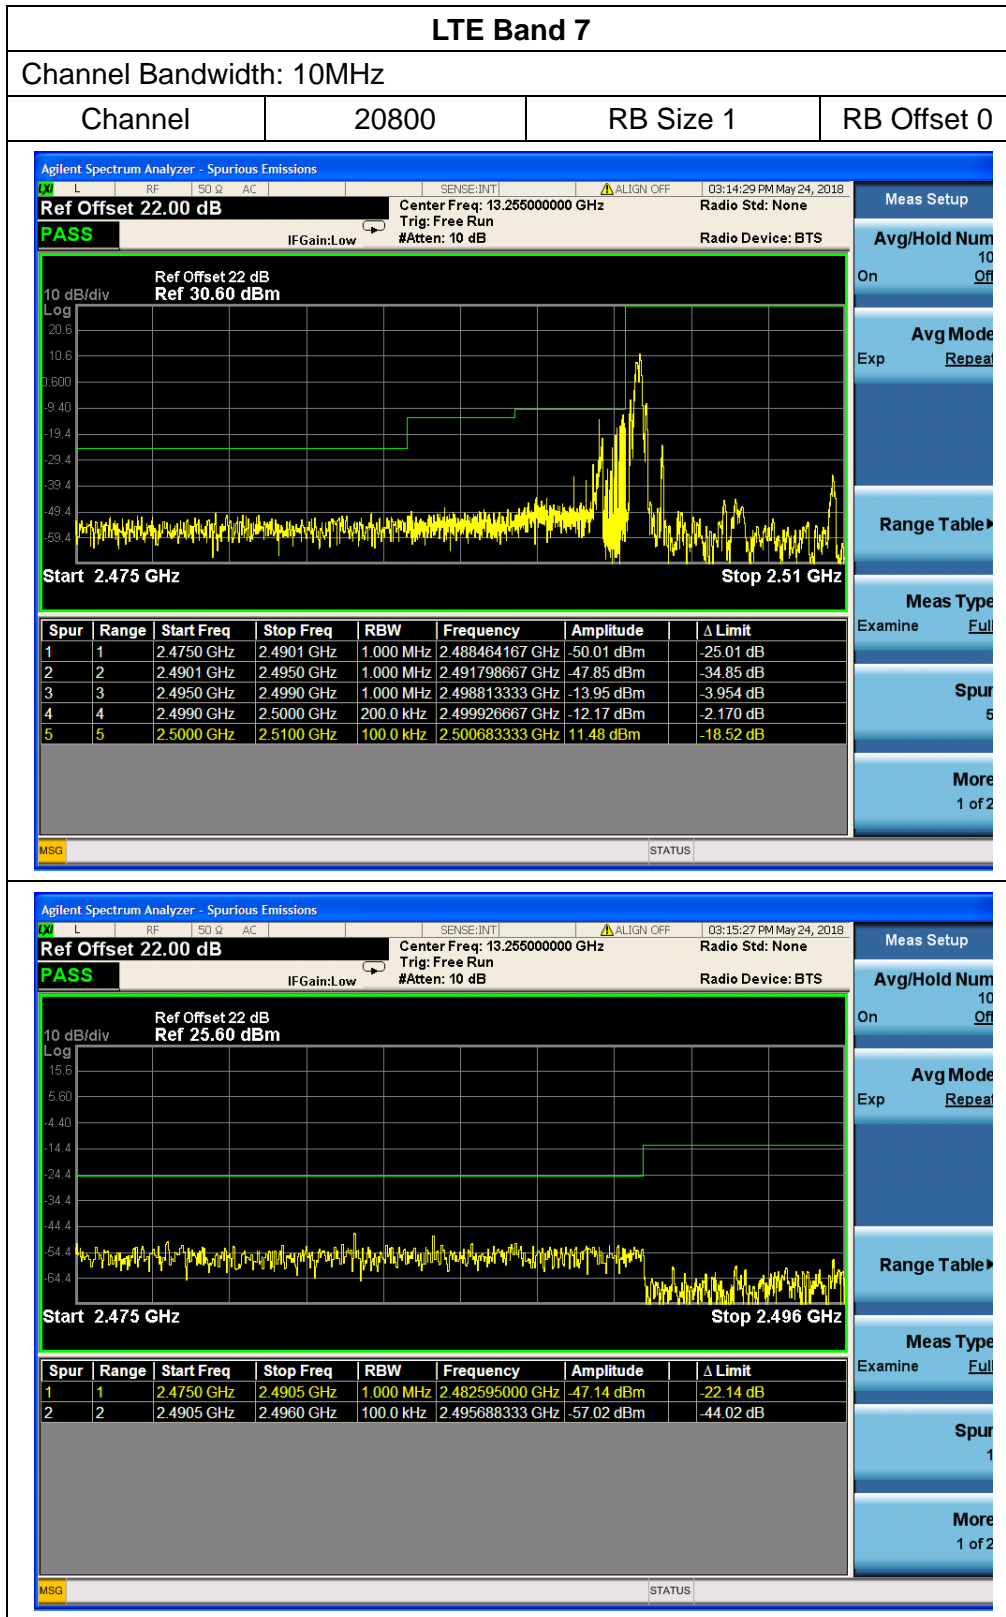 LTE Band 7
Channel Bandwidth: 10MHz
Channel 20800 RB Size 1 RB Offset 0
Agilent Spectrum Analyzer - Spurious Emissions
LXI L RF 50 Ω AC SENSE:INT ALIGN OFF 03:14:29 PM May 24, 2018
Ref Offset 22.00 dB Center Freq: 13.255000000 GHz Radio Std: None
Trig: Free Run
PASS IFGain:Low #Atten: 10 dB Radio Device: BTS
Ref Offset 22 dB
10 dB/div Ref 30.60 dBm
Log
20.6
10.6
0.600
-9.40
-19.4
-29.4
-39.4
-49.4
-59.4
Start 2.475 GHz Stop 2.51 GHz
Spur Range Start Freq Stop Freq RBW Frequency Amplitude Δ Limit
1 1 2.4750 GHz 2.4901 GHz 1.000 MHz 2.488464167 GHz -50.01 dBm -25.01 dB
2 2 2.4901 GHz 2.4950 GHz 1.000 MHz 2.491798667 GHz -47.85 dBm -34.85 dB
3 3 2.4950 GHz 2.4990 GHz 1.000 MHz 2.498813333 GHz -13.95 dBm -3.954 dB
4 4 2.4990 GHz 2.5000 GHz 200.0 kHz 2.499926667 GHz -12.17 dBm -2.170 dB
5 5 2.5000 GHz 2.5100 GHz 100.0 kHz 2.500683333 GHz 11.48 dBm -18.52 dB
MSG STATUS
Meas Setup
Avg/Hold Num
10
On Off
Avg Mode
Exp Repeat
Range Table
Meas Type
Examine Full
Spur
5
More
1 of 2
Agilent Spectrum Analyzer - Spurious Emissions
LXI L RF 50 Ω AC SENSE:INT ALIGN OFF 03:15:27 PM May 24, 2018
Ref Offset 22.00 dB Center Freq: 13.255000000 GHz Radio Std: None
Trig: Free Run
PASS IFGain:Low #Atten: 10 dB Radio Device: BTS
Ref Offset 22 dB
10 dB/div Ref 25.60 dBm
Log
15.6
5.60
-4.40
-14.4
-24.4
-34.4
-44.4
-54.4
-64.4
Start 2.475 GHz Stop 2.496 GHz
Spur Range Start Freq Stop Freq RBW Frequency Amplitude Δ Limit
1 1 2.4750 GHz 2.4905 GHz 1.000 MHz 2.482595000 GHz -47.14 dBm -22.14 dB
2 2 2.4905 GHz 2.4960 GHz 100.0 kHz 2.495688333 GHz -57.02 dBm -44.02 dB
MSG STATUS
Meas Setup
Avg/Hold Num
10
On Off
Avg Mode
Exp Repeat
Range Table
Meas Type
Examine Full
Spur
1
More
1 of 2